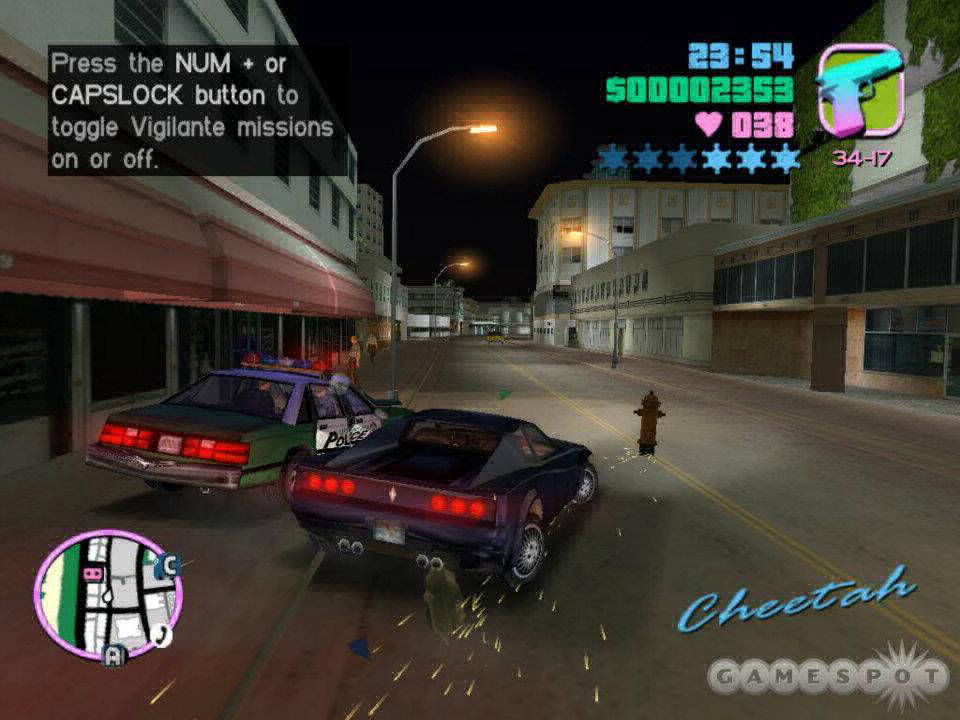 Press the NUM + or
CAPSLOCK button to
toggle Vigilante missions
on or off.
23:54
$00002353
038
34-17
POLICE
C
A
Cheetah
GAMESPOT